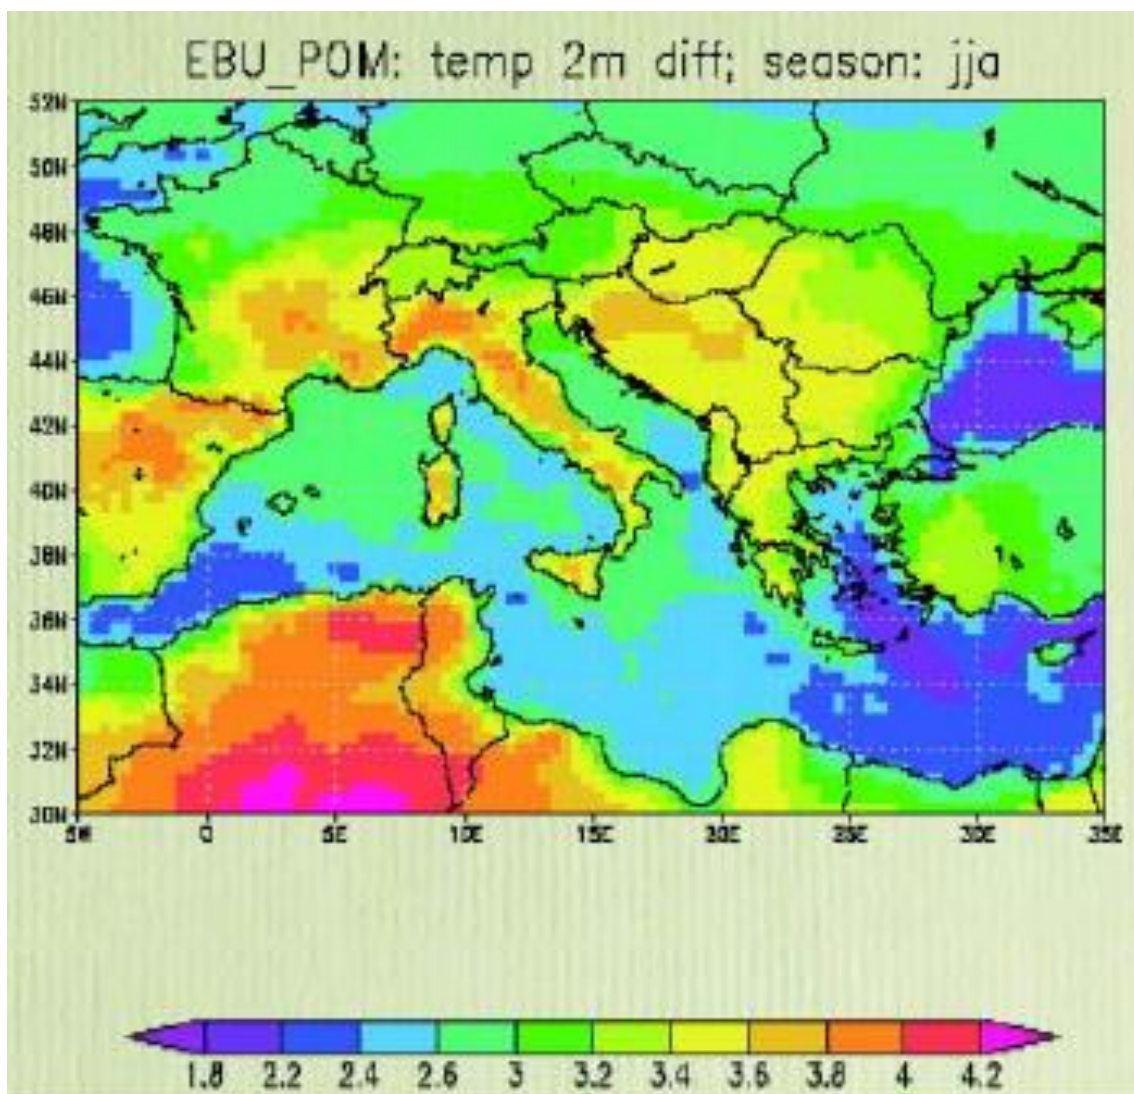 EBU_POM: temp 2m diff; season: jja
52N
50N
48N
46N
44N
42N
40N
38N
36N
34N
32N
30N
5W 0 5E 10E 15E 20E 25E 30E 35E
1.8 2.2 2.4 2.6 3 3.2 3.4 3.6 3.8 4 4.2